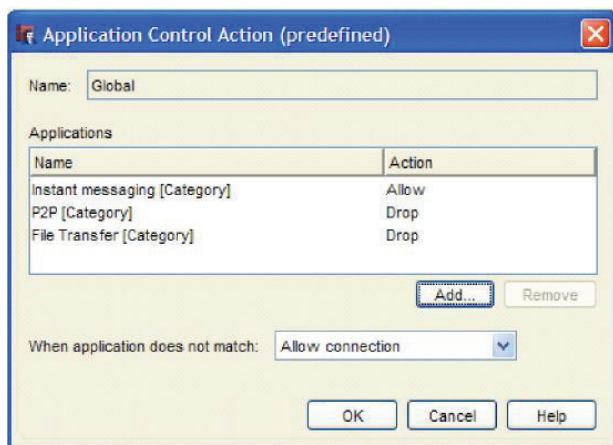 Application Control Action (predefined)
Name: Global
Applications
Name Action
Instant messaging [Category] Allow
P2P [Category] Drop
File Transfer [Category] Drop
Add... Remove
When application does not match: Allow connection
OK Cancel Help